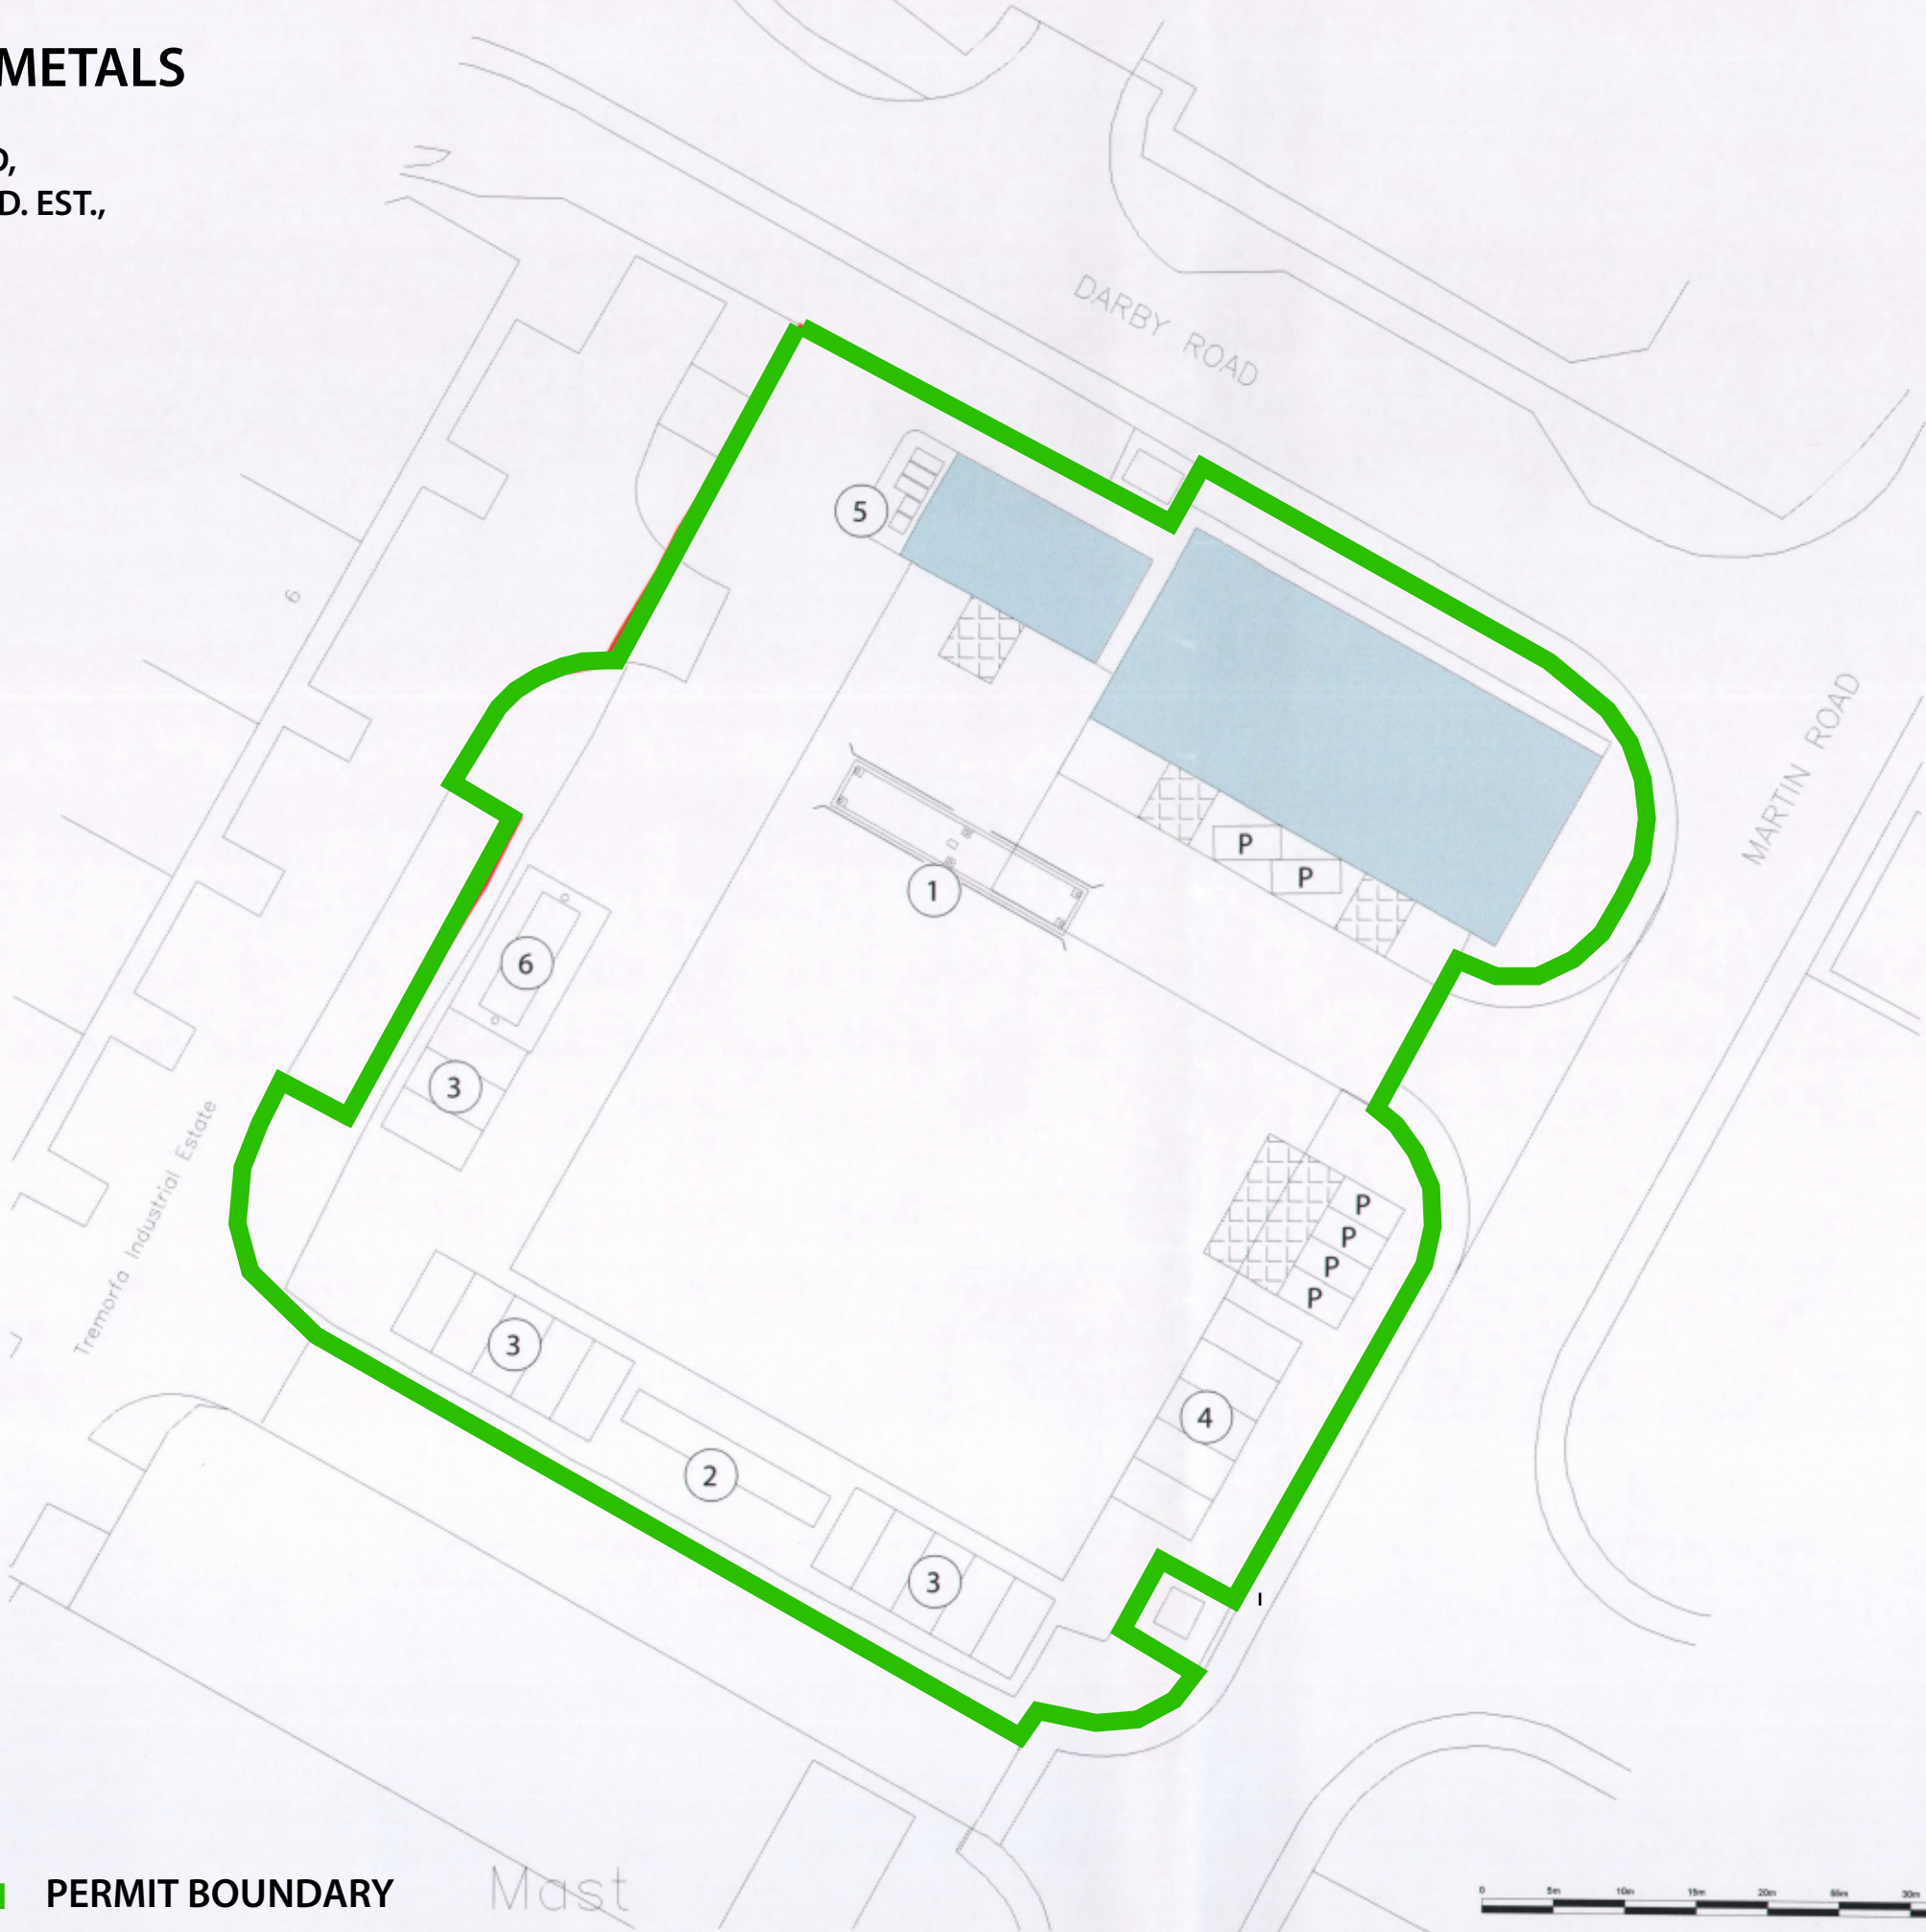 METALS
D,
D. EST.,
DARBY ROAD
MARTIN ROAD
5
6
1
P
P
6
3
Tremorfa Industrial Estate
P
P
P
P
3
4
2
3
PERMIT BOUNDARY
Mast
0 5m 10m 15m 20m 30m